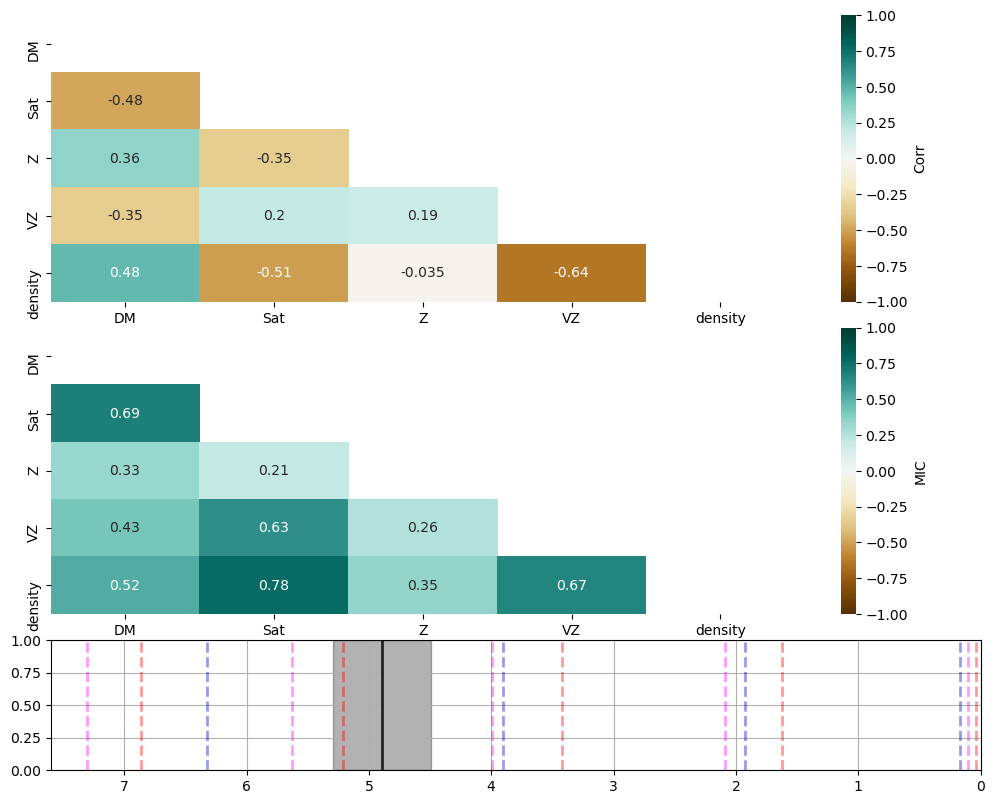 DM
Sat
Z
VZ
density
-0.48
0.36 -0.35
-0.35 0.2 0.19
0.48 -0.51 -0.035 -0.64
DM Sat Z VZ density
1.00
0.75
0.50
0.25
0.00
−0.25
−0.50
−0.75
−1.00
Corr
DM
Sat
Z
VZ
density
0.69
0.33 0.21
0.43 0.63 0.26
0.52 0.78 0.35 0.67
DM Sat Z VZ density
1.00
0.75
0.50
0.25
0.00
−0.25
−0.50
−0.75
−1.00
MIC
1.00
0.75
0.50
0.25
0.00
7 6 5 4 3 2 1 0